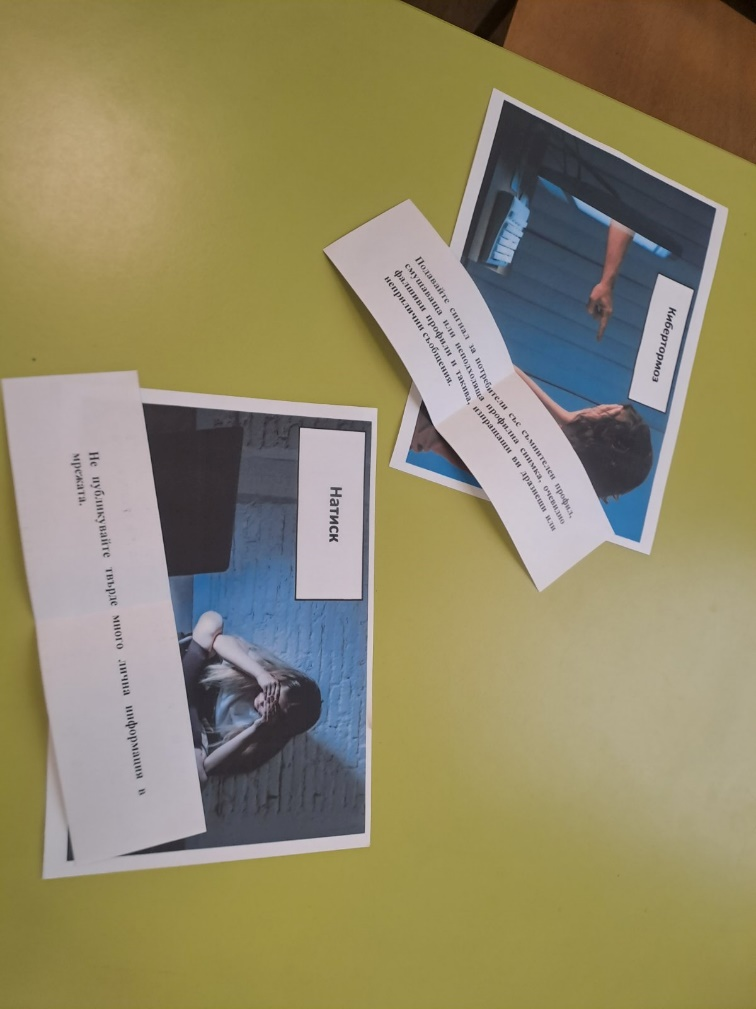 Кибертормоз
Подавайте сигнал за потребители със съмнителен профил,
смущаваща или неподходяща профилна снимка, очевидно
фалшиви профили и такива, изпращащи ви дразнещи или
неприлични съобщения.
Натиск
Не публикувайте твърде много лична информация в
мрежата.